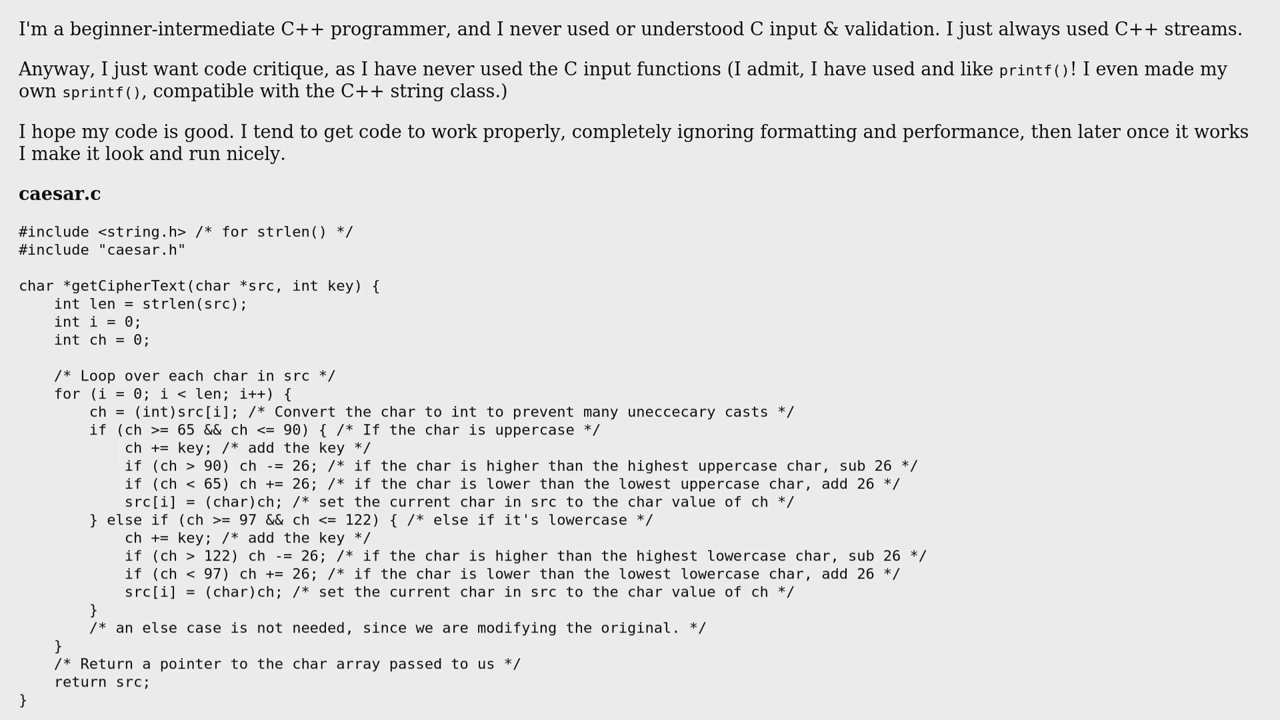 I'm a beginner-intermediate C++ programmer, and I never used or understood C input & validation. I just always used C++ streams.
Anyway, I just want code critique, as I have never used the C input functions (I admit, I have used and like printf()! I even made my
own sprintf(), compatible with the C++ string class.)
I hope my code is good. I tend to get code to work properly, completely ignoring formatting and performance, then later once it works
I make it look and run nicely.
caesar.c
#include <string.h> /* for strlen() */
#include "caesar.h"
char *getCipherText(char *src, int key) {
    int len = strlen(src);
    int i = 0;
    int ch = 0;
    /* Loop over each char in src */
    for (i = 0; i < len; i++) {
        ch = (int)src[i]; /* Convert the char to int to prevent many uneccecary casts */
        if (ch >= 65 && ch <= 90) { /* If the char is uppercase */
            ch += key; /* add the key */
            if (ch > 90) ch -= 26; /* if the char is higher than the highest uppercase char, sub 26 */
            if (ch < 65) ch += 26; /* if the char is lower than the lowest uppercase char, add 26 */
            src[i] = (char)ch; /* set the current char in src to the char value of ch */
        } else if (ch >= 97 && ch <= 122) { /* else if it's lowercase */
            ch += key; /* add the key */
            if (ch > 122) ch -= 26; /* if the char is higher than the highest lowercase char, sub 26 */
            if (ch < 97) ch += 26; /* if the char is lower than the lowest lowercase char, add 26 */
            src[i] = (char)ch; /* set the current char in src to the char value of ch */
        }
        /* an else case is not needed, since we are modifying the original. */
    }
    /* Return a pointer to the char array passed to us */
    return src;
}